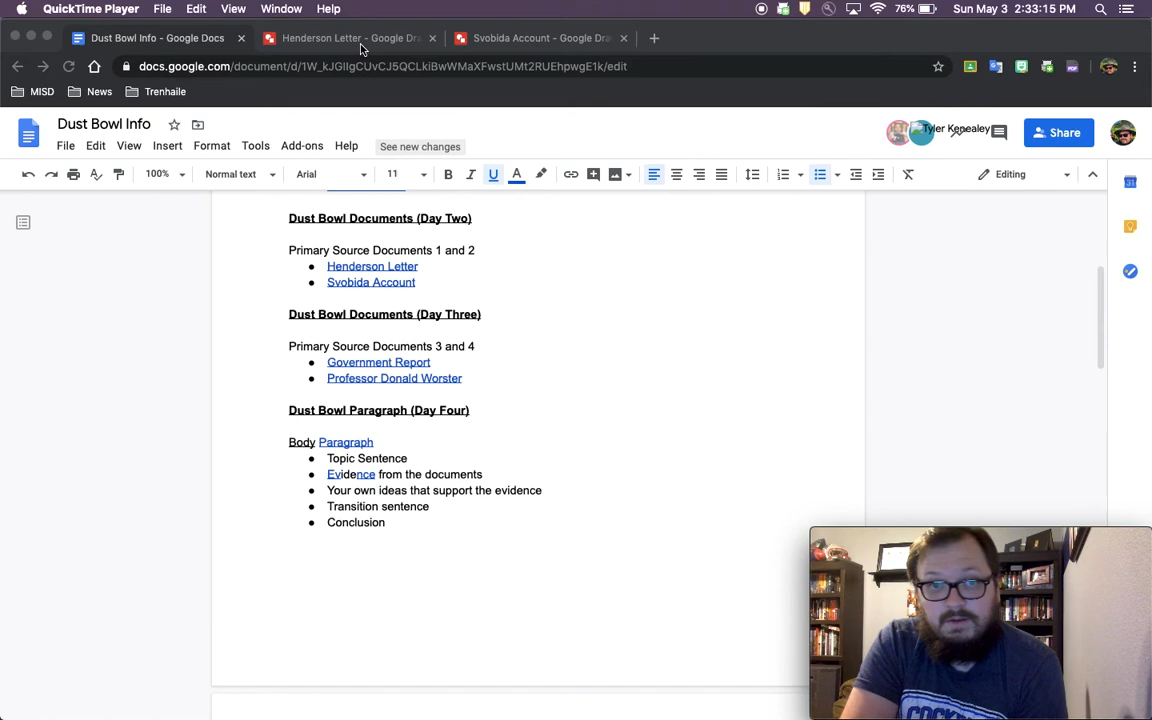 QuickTime Player File Edit View Window Help 76% Sun May 3 2:33:15 PM
Dust Bowl Info - Google Docs Henderson Letter - Google Dra Svobida Account - Google Dra
docs.google.com/document/d/1W_kJGlIgCUvCJ5QCLkiBwWMaXFwstUMt2RUEhpwgE1k/edit
MISD News Trenhaile
Dust Bowl Info
Tyler Kenealey
Share
File Edit View Insert Format Tools Add-ons Help See new changes
100% Normal text Arial 11 B I U A Editing
Dust Bowl Documents (Day Two)
Primary Source Documents 1 and 2
● Henderson Letter
● Svobida Account
Dust Bowl Documents (Day Three)
Primary Source Documents 3 and 4
● Government Report
● Professor Donald Worster
Dust Bowl Paragraph (Day Four)
Body Paragraph
● Topic Sentence
● Evidence from the documents
● Your own ideas that support the evidence
● Transition sentence
● Conclusion